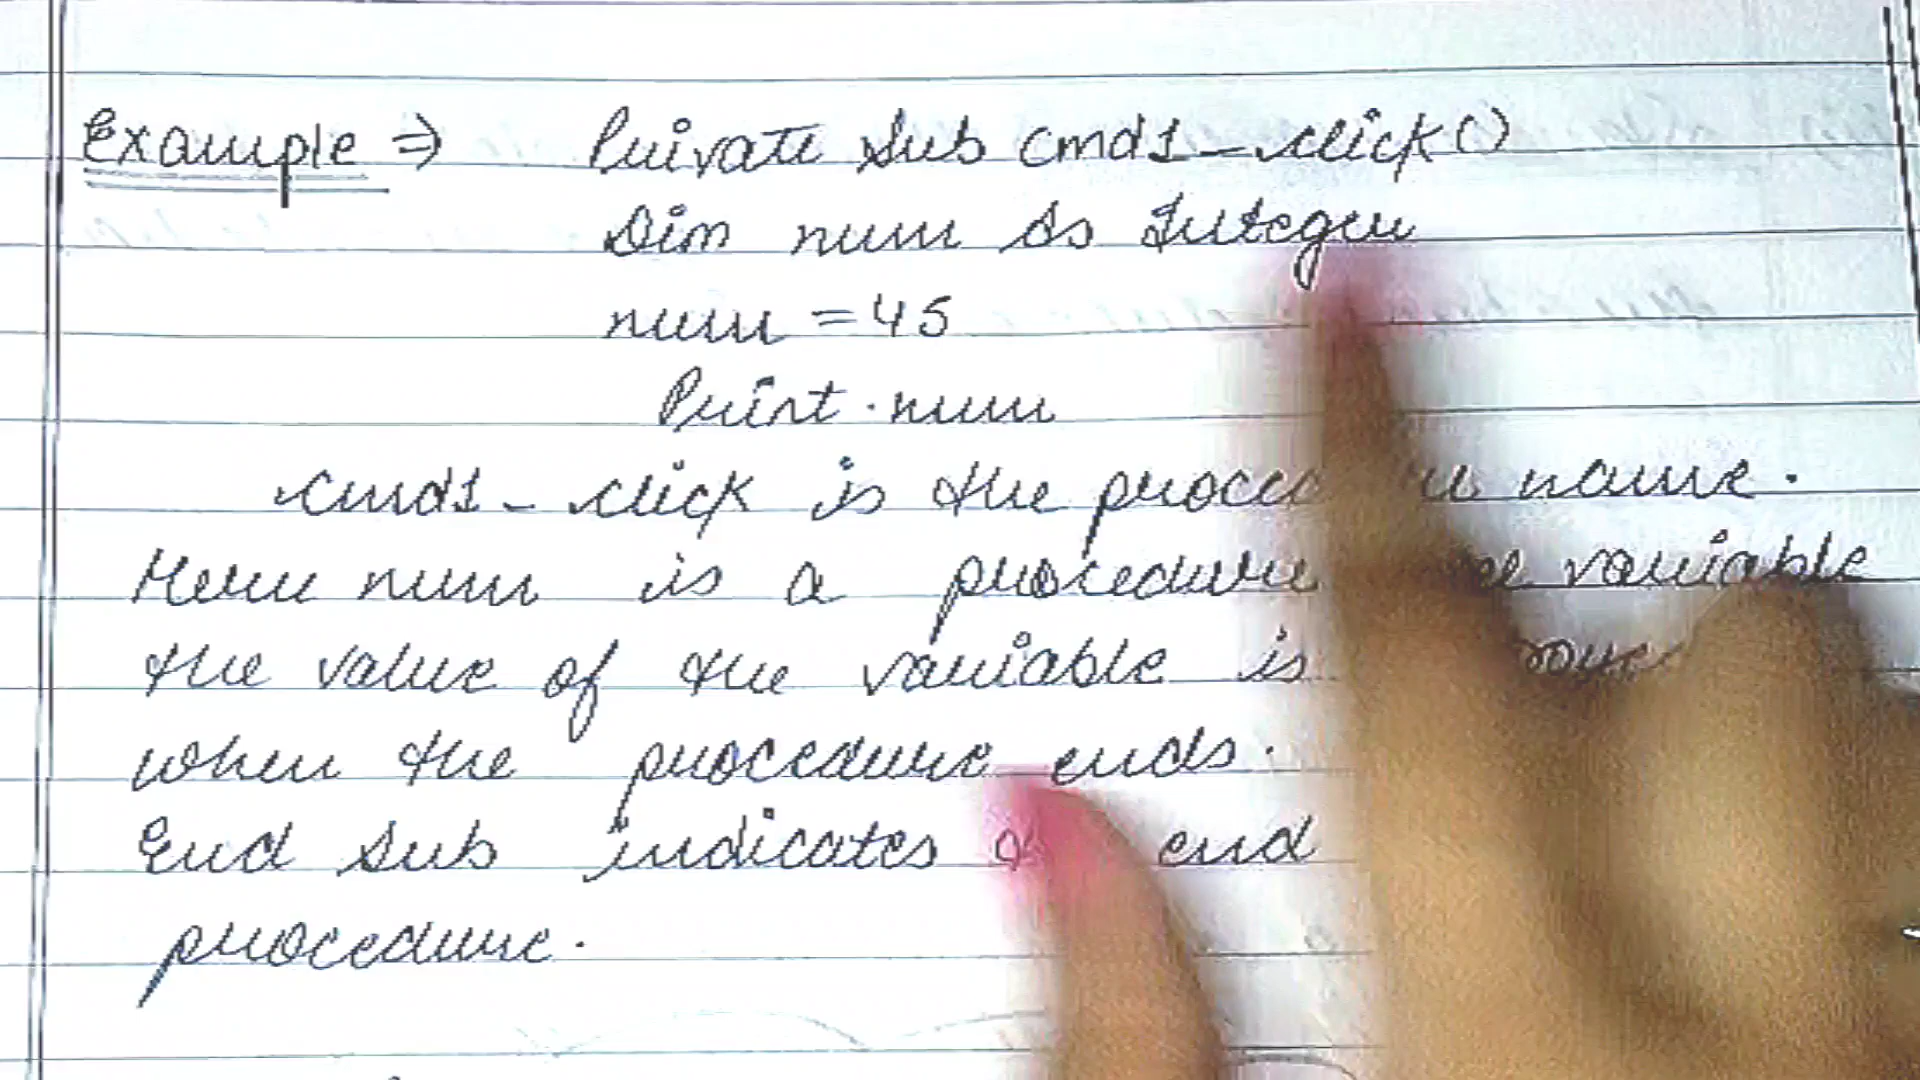 Example ⇒ Private Sub cmd1_click()
Dim num As Integer
num = 45
Print.num
cmd1_click is the name.
Here num is a procedure variable
the value of the variable is
when the procedure ends.
End Sub indicates end
procedure.